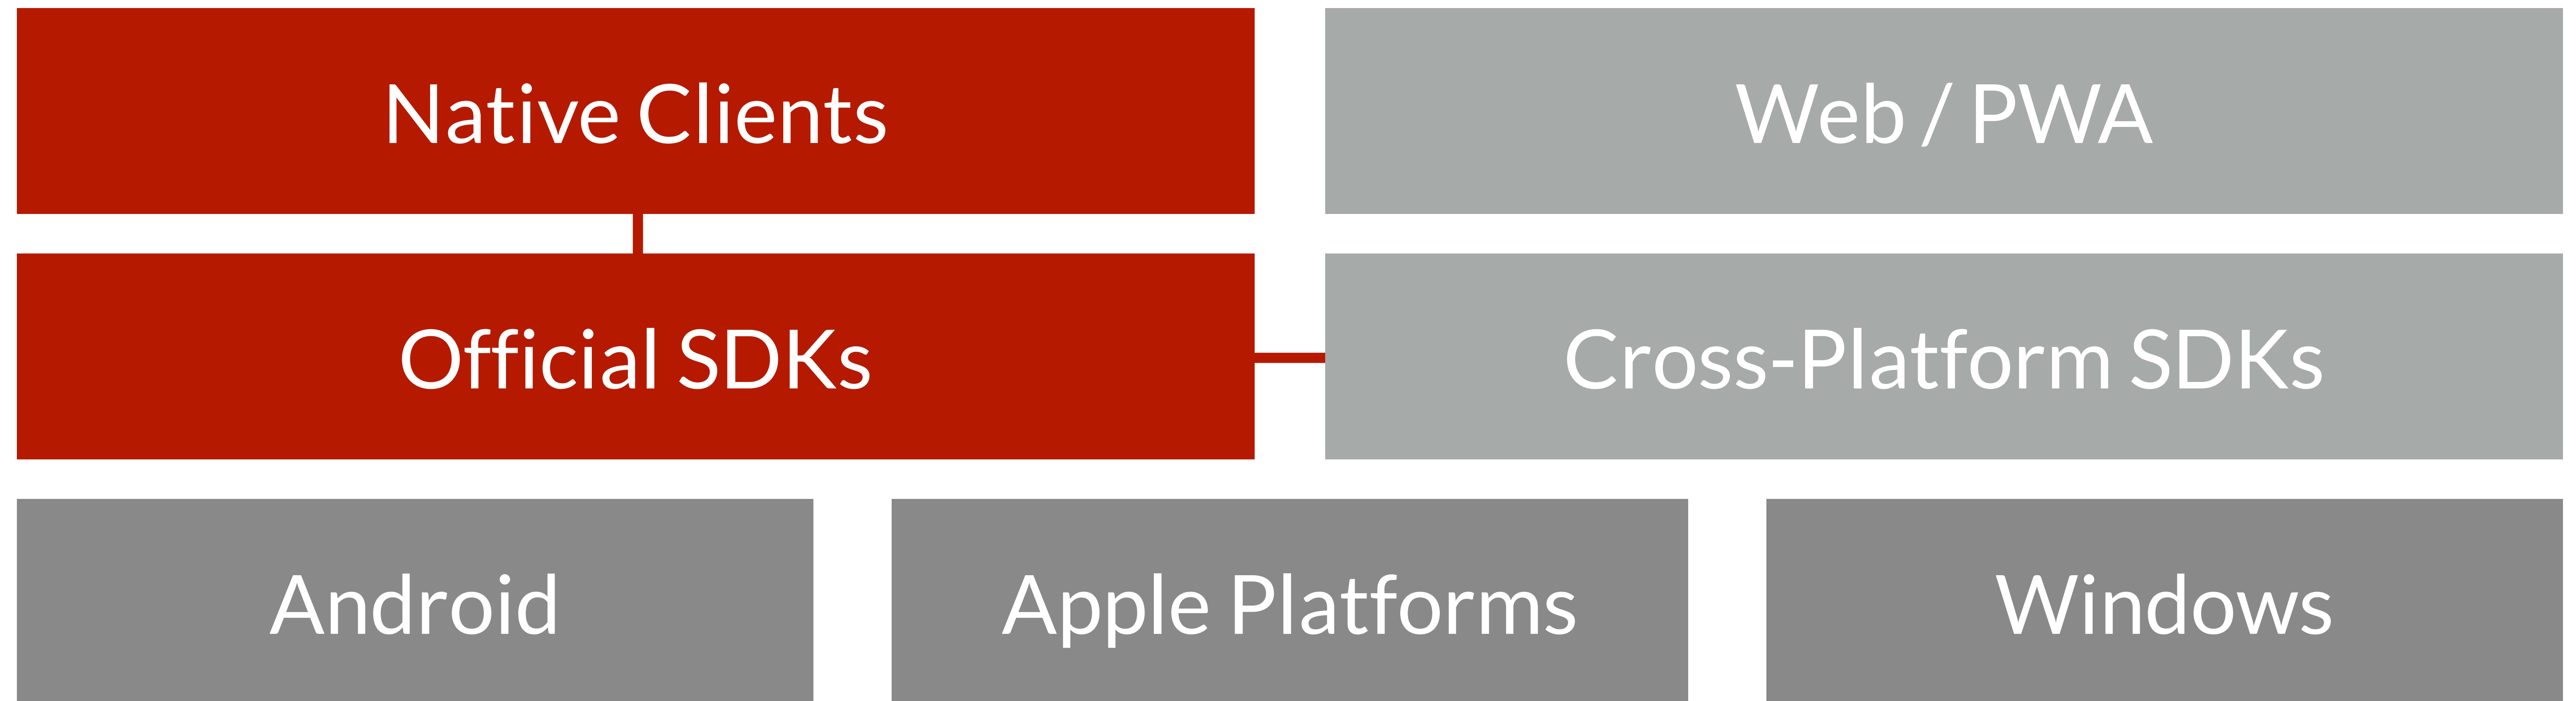 Native Clients
Web / PWA
Official SDKs
Cross-Platform SDKs
Android
Apple Platforms
Windows